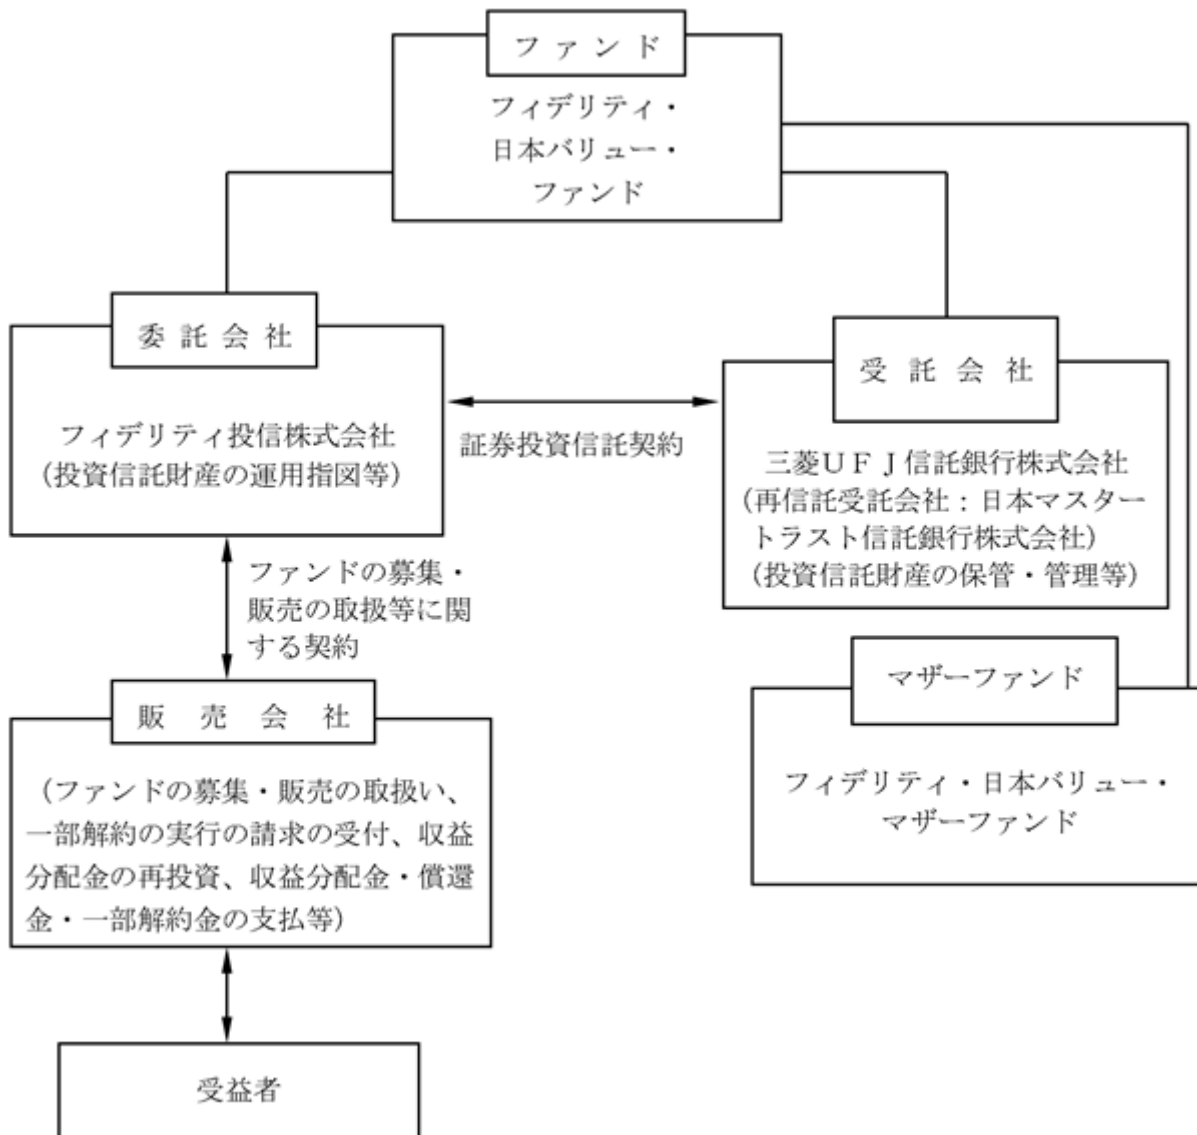 ファンド
フィデリティ・
日本バリュー・
ファンド
委託会社
フィデリティ投信株式会社
(投資信託財産の運用指図等)
証券投資信託契約
受託会社
三菱UFJ信託銀行株式会社
(再信託受託会社：日本マスター
トラスト信託銀行株式会社)
(投資信託財産の保管・管理等)
ファンドの募集・
販売の取扱等に関
する契約
マザーファンド
フィデリティ・日本バリュー・
マザーファンド
販売会社
(ファンドの募集・販売の取扱い、
一部解約の実行の請求の受付、収益
分配金の再投資、収益分配金・償還
金・一部解約金の支払等)
受益者